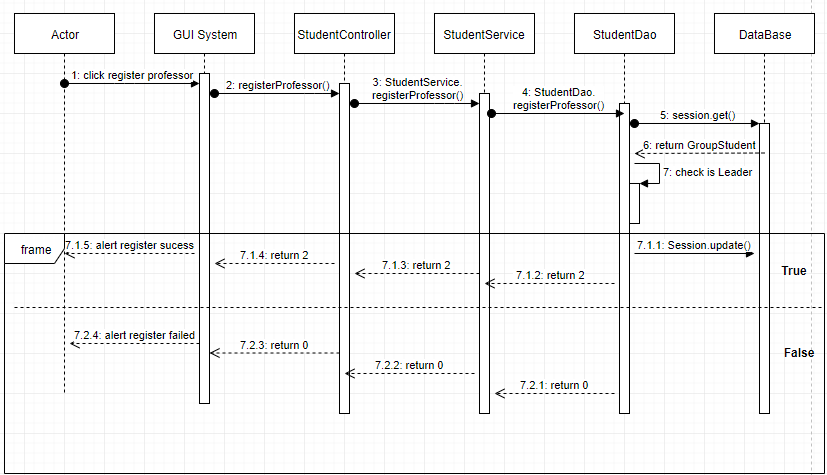 Actor
GUI System
StudentController
StudentService
StudentDao
DataBase
1: click register professor
2: registerProfessor()
3: StudentService.
registerProfessor()
4: StudentDao.
registerProfessor()
5: session.get()
6: return GroupStudent
7: check is Leader
frame
7.1.5: alert register sucess
7.1.4: return 2
7.1.3: return 2
7.1.2: return 2
7.1.1: Session.update()
True
7.2.4: alert register failed
7.2.3: return 0
7.2.2: return 0
7.2.1: return 0
False